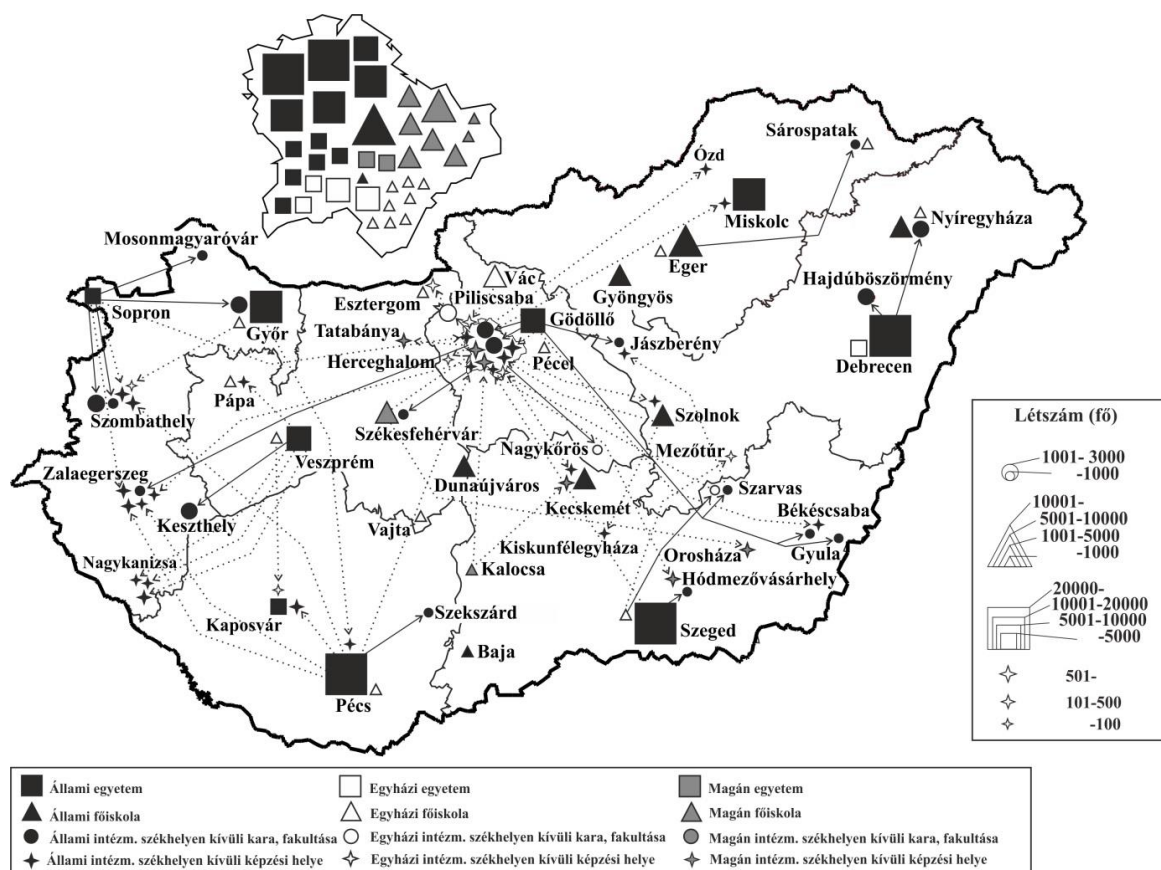 Sárospatak
Ózd
Miskolc
Nyíregyháza
Mosonmagyaróvár
Eger
Vác
Hajdúböszörmény
Esztergom
Piliscsaba
Gyöngyös
Sopron
Győr
Tatabánya
Gödöllő
Jászberény
Herceghalom
Pécel
Debrecen
Pápa
Szombathely
Székesfehérvár
Szolnok
Veszprém
Nagykőrös
Mezőtúr
Zalaegerszeg
Dunaújváros
Szarvas
Keszthely
Vajta
Kecskemét
Békéscsaba
Kiskunfélegyháza
Gyula
Orosháza
Nagykanizsa
Kalocsa
Hódmezővásárhely
Kaposvár
Szekszárd
Szeged
Baja
Pécs
Létszám (fő)
1001- 3000
-1000
10001-
5001-10000
1001-5000
-1000
20000-
10001-20000
5001-10000
-5000
501-
101-500
-100
Állami egyetem
Egyházi egyetem
Magán egyetem
Állami főiskola
Egyházi főiskola
Magán főiskola
Állami intézm. székhelyen kívüli kara, fakultása
Egyházi intézm. székhelyen kívüli kara, fakultása
Magán intézm. székhelyen kívüli kara, fakultása
Állami intézm. székhelyen kívüli képzési helye
Egyházi intézm. székhelyen kívüli képzési helye
Magán intézm. székhelyen kívüli képzési helye